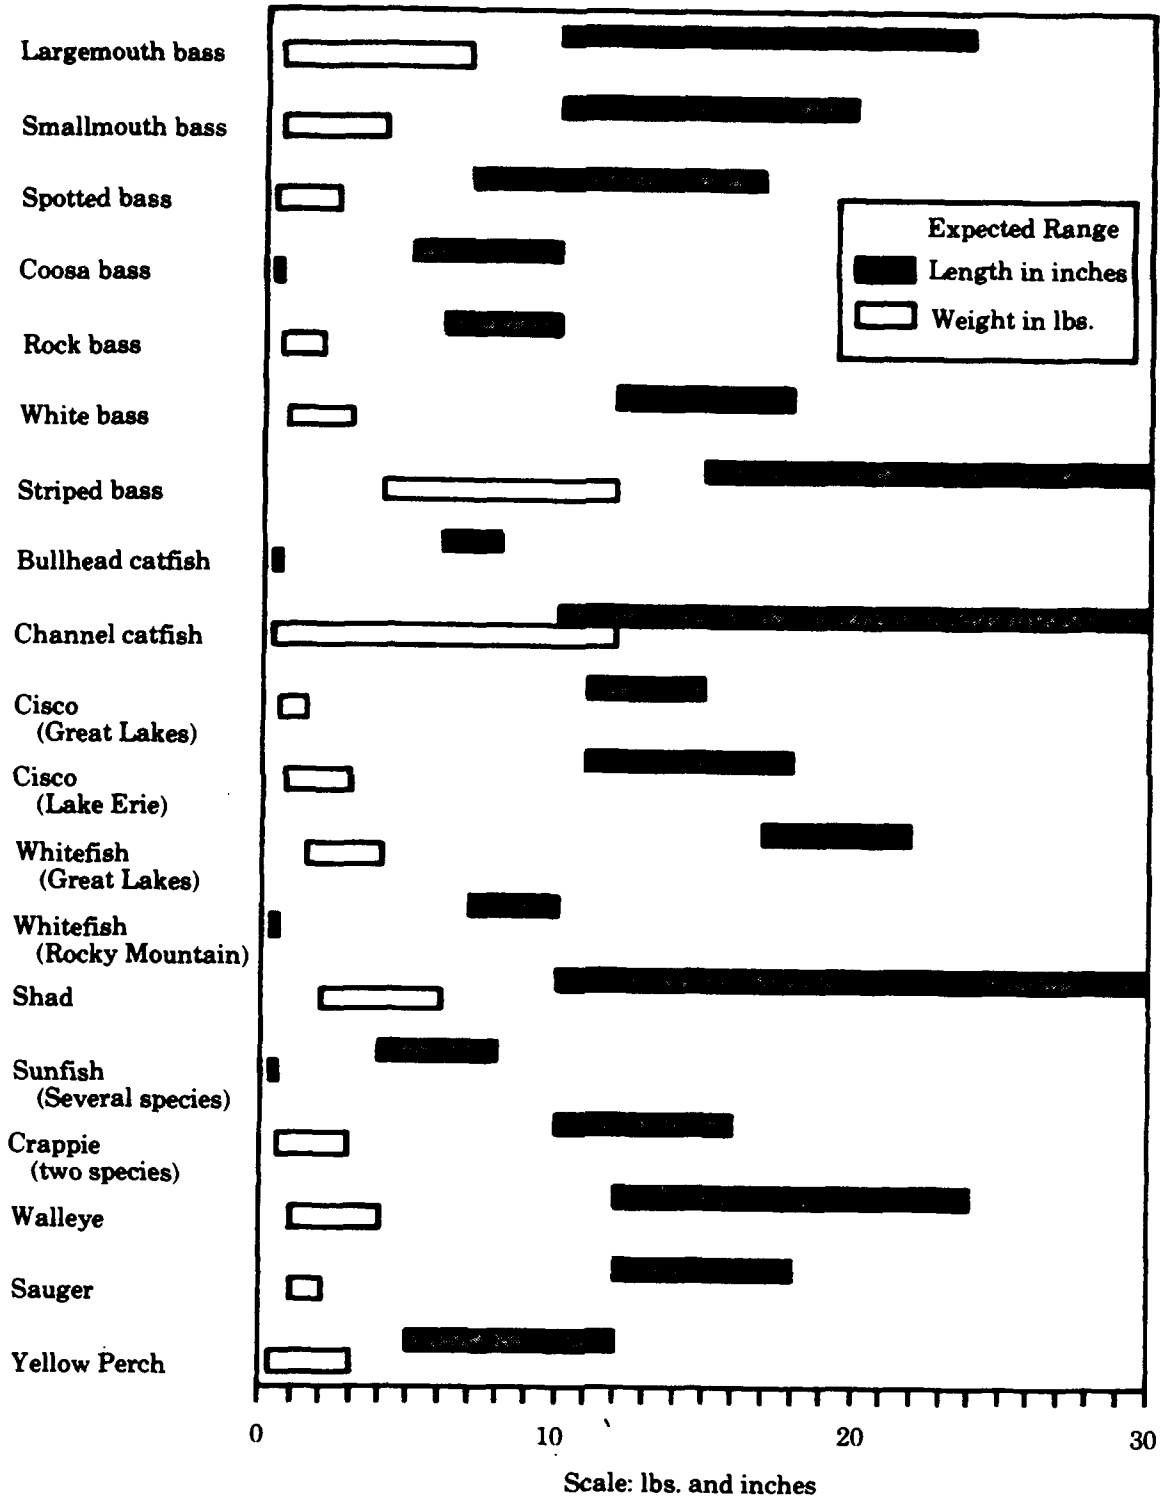 Largemouth bass
Smallmouth bass
Spotted bass
Coosa bass
Rock bass
White bass
Striped bass
Bullhead catfish
Channel catfish
Cisco
(Great Lakes)
Cisco
(Lake Erie)
Whitefish
(Great Lakes)
Whitefish
(Rocky Mountain)
Shad
Sunfish
(Several species)
Crappie
(two species)
Walleye
Sauger
Yellow Perch
Expected Range
Length in inches
Weight in lbs.
0 10 20 30
Scale: lbs. and inches